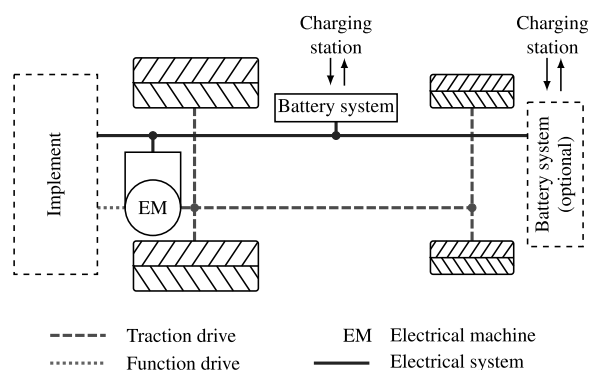 Charging
station
Charging
station
Battery system
Implement
Battery system
(optional)
EM
Traction drive
EM Electrical machine
Function drive
Electrical system